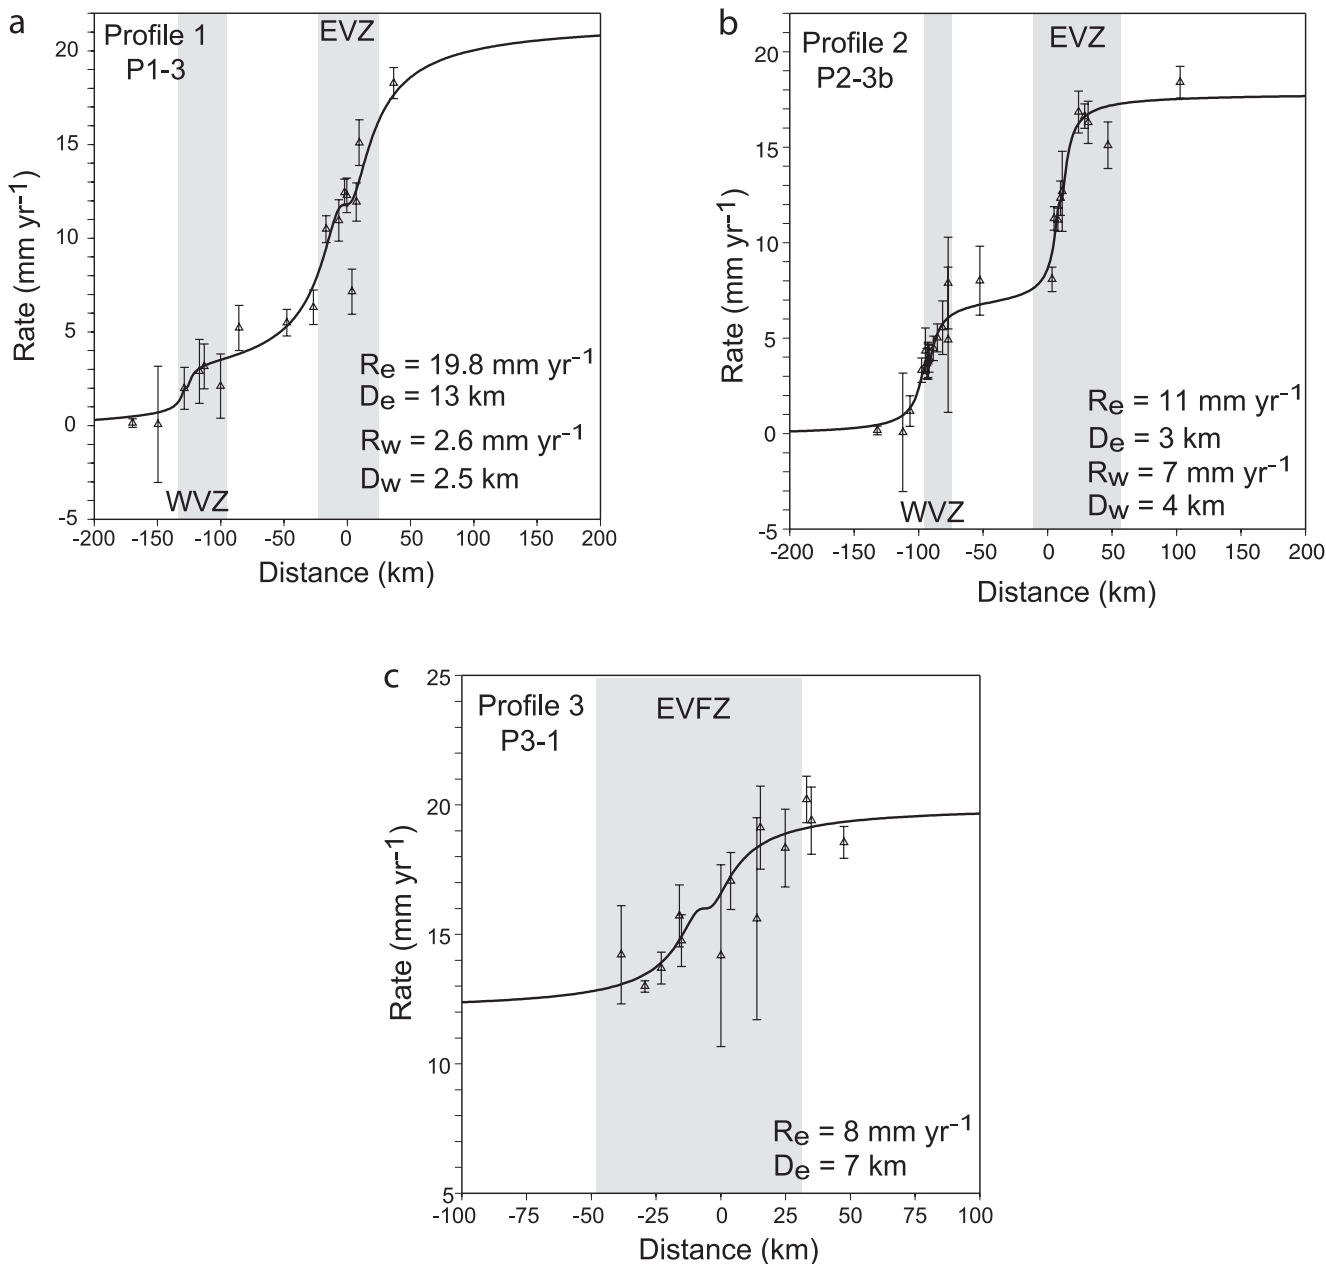 a
Profile 1
P1-3
EVZ
20
15
10
5
0
-5
Rate (mm yr-1)
Re = 19.8 mm yr-1
De = 13 km
Rw = 2.6 mm yr-1
Dw = 2.5 km
WVZ
-200 -150 -100 -50 0 50 100 150 200
Distance (km)
b
Profile 2
P2-3b
EVZ
20
15
10
5
0
-5
Rate (mm yr-1)
Re = 11 mm yr-1
De = 3 km
Rw = 7 mm yr-1
Dw = 4 km
WVZ
-200 -150 -100 -50 0 50 100 150 200
Distance (km)
c
Profile 3
P3-1
EVFZ
25
20
15
10
5
Rate (mm yr-1)
Re = 8 mm yr-1
De = 7 km
-100 -75 -50 -25 0 25 50 75 100
Distance (km)